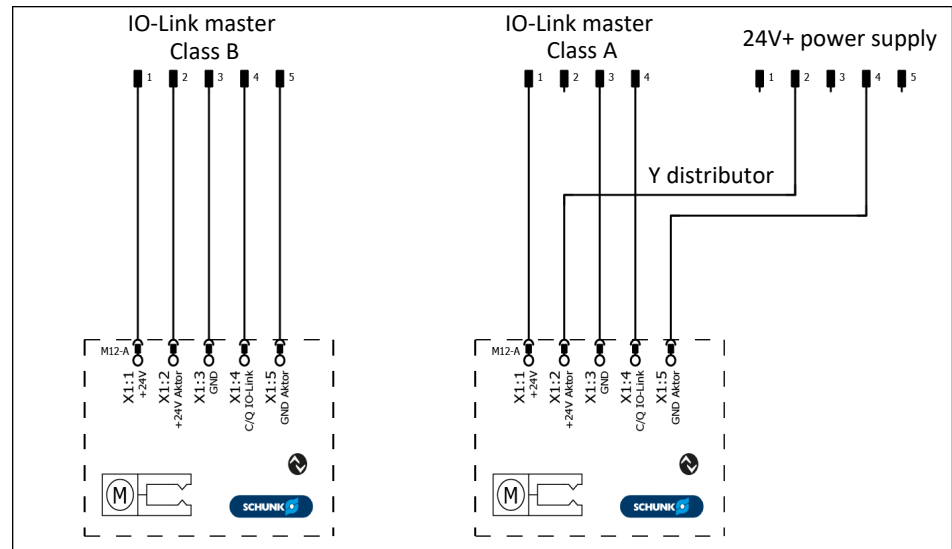 IO-Link master
Class B
1 2 3 4 5
M12-A
X1:1
+24V
X1:2
+24V Aktor
X1:3
GND
X1:4
C/Q IO-Link
X1:5
GND Aktor
M
SCHUNK
IO-Link master
Class A
1 2 3 4
24V+ power supply
1 2 3 4 5
Y distributor
M12-A
X1:1
+24V
X1:2
+24V Aktor
X1:3
GND
X1:4
C/Q IO-Link
X1:5
GND Aktor
M
SCHUNK